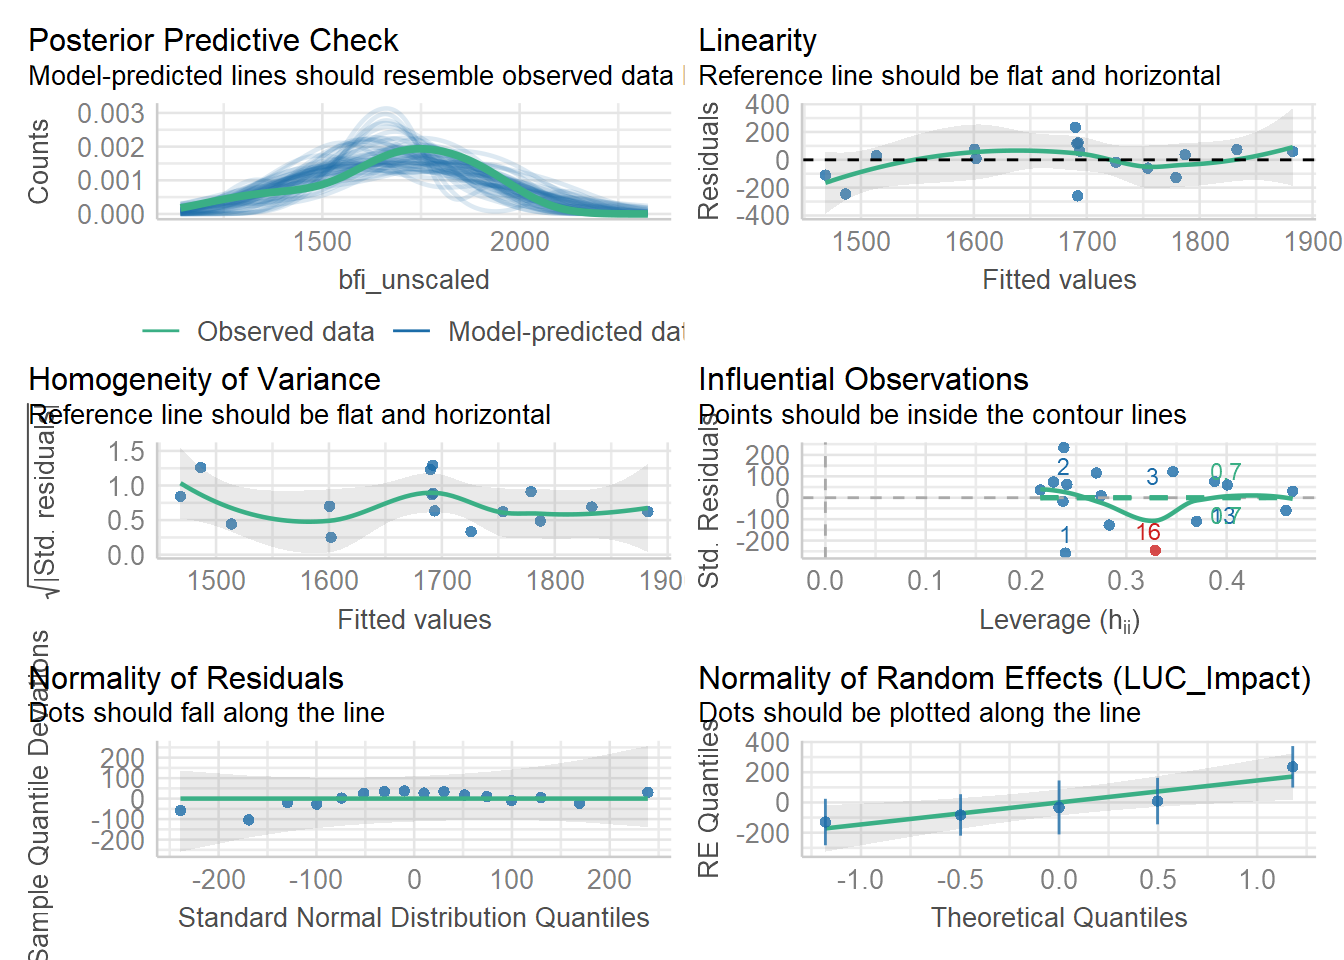 Posterior Predictive Check
Model-predicted lines should resemble observed data
Counts
0.003
0.002
0.001
0.000
1500 2000
bfi_unscaled
Observed data Model-predicted dat
Linearity
Reference line should be flat and horizontal
Residuals
400
200
0
-200
-400
1500 1600 1700 1800 1900
Fitted values
Homogeneity of Variance
Reference line should be flat and horizontal
√|Std. residuals|
1.5
1.0
0.5
0.0
1500 1600 1700 1800 190
Fitted values
Influential Observations
Points should be inside the contour lines
Std. Residuals
200
100
0
-100
-200
2
3
0.7
13
0.7
16
1
0.0 0.1 0.2 0.3 0.4
Leverage (hii)
Normality of Residuals
Dots should fall along the line
Sample Quantile Deviations
200
100
0
-100
-200
-200 -100 0 100 200
Standard Normal Distribution Quantiles
Normality of Random Effects (LUC_Impact)
Dots should be plotted along the line
RE Quantiles
400
200
0
-200
-1.0 -0.5 0.0 0.5 1.0
Theoretical Quantiles